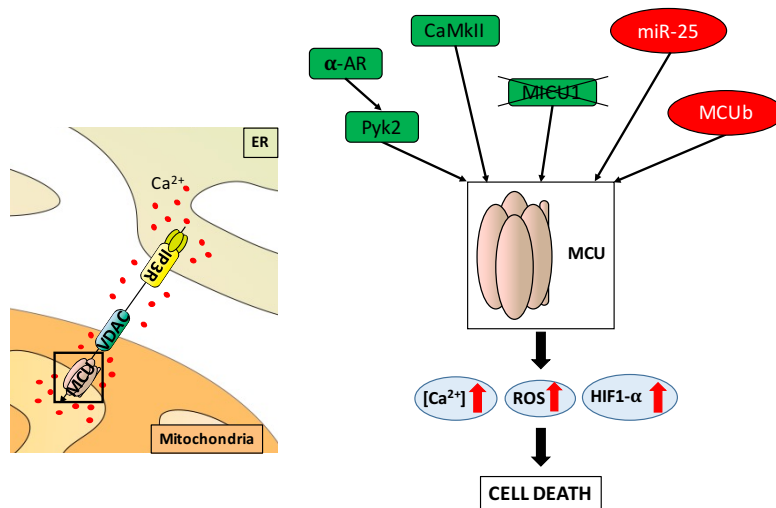 ER
Ca²⁺
IP3R
VDAC
MCU
Mitochondria
α-AR
Pyk2
CaMkII
MICU1
miR-25
MCUb
MCU
[Ca²⁺]
ROS
HIF1-α
CELL DEATH